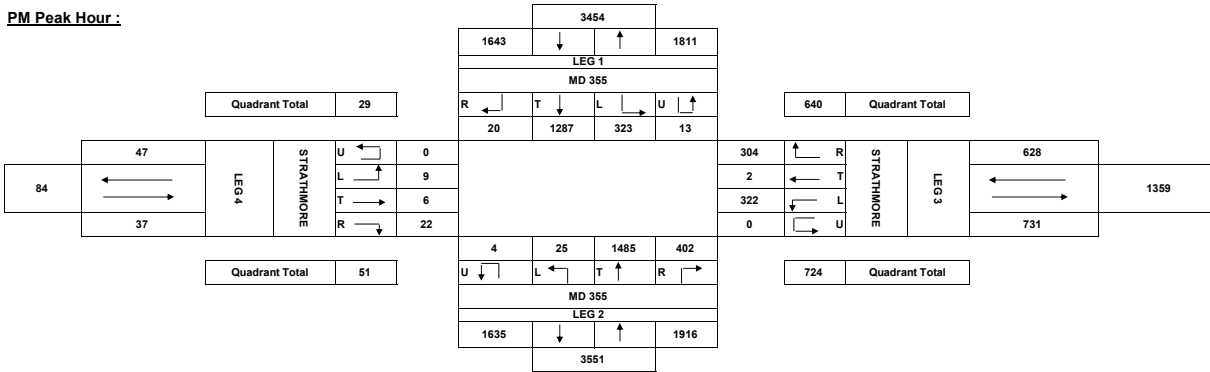 PM Peak Hour :
3454
1643 1811
LEG 1
MD 355
Quadrant Total 29
R T L U
640 Quadrant Total
20 1287 323 13
47
LEG 4
STRATHMORE
U 0
304 R
STRATHMORE
LEG 3
628
84
L 9
2 T
1359
T 6
322 L
37
R 22
0 U
731
4 25 1485 402
Quadrant Total 51
U L T R
724 Quadrant Total
MD 355
LEG 2
1635 1916
3551